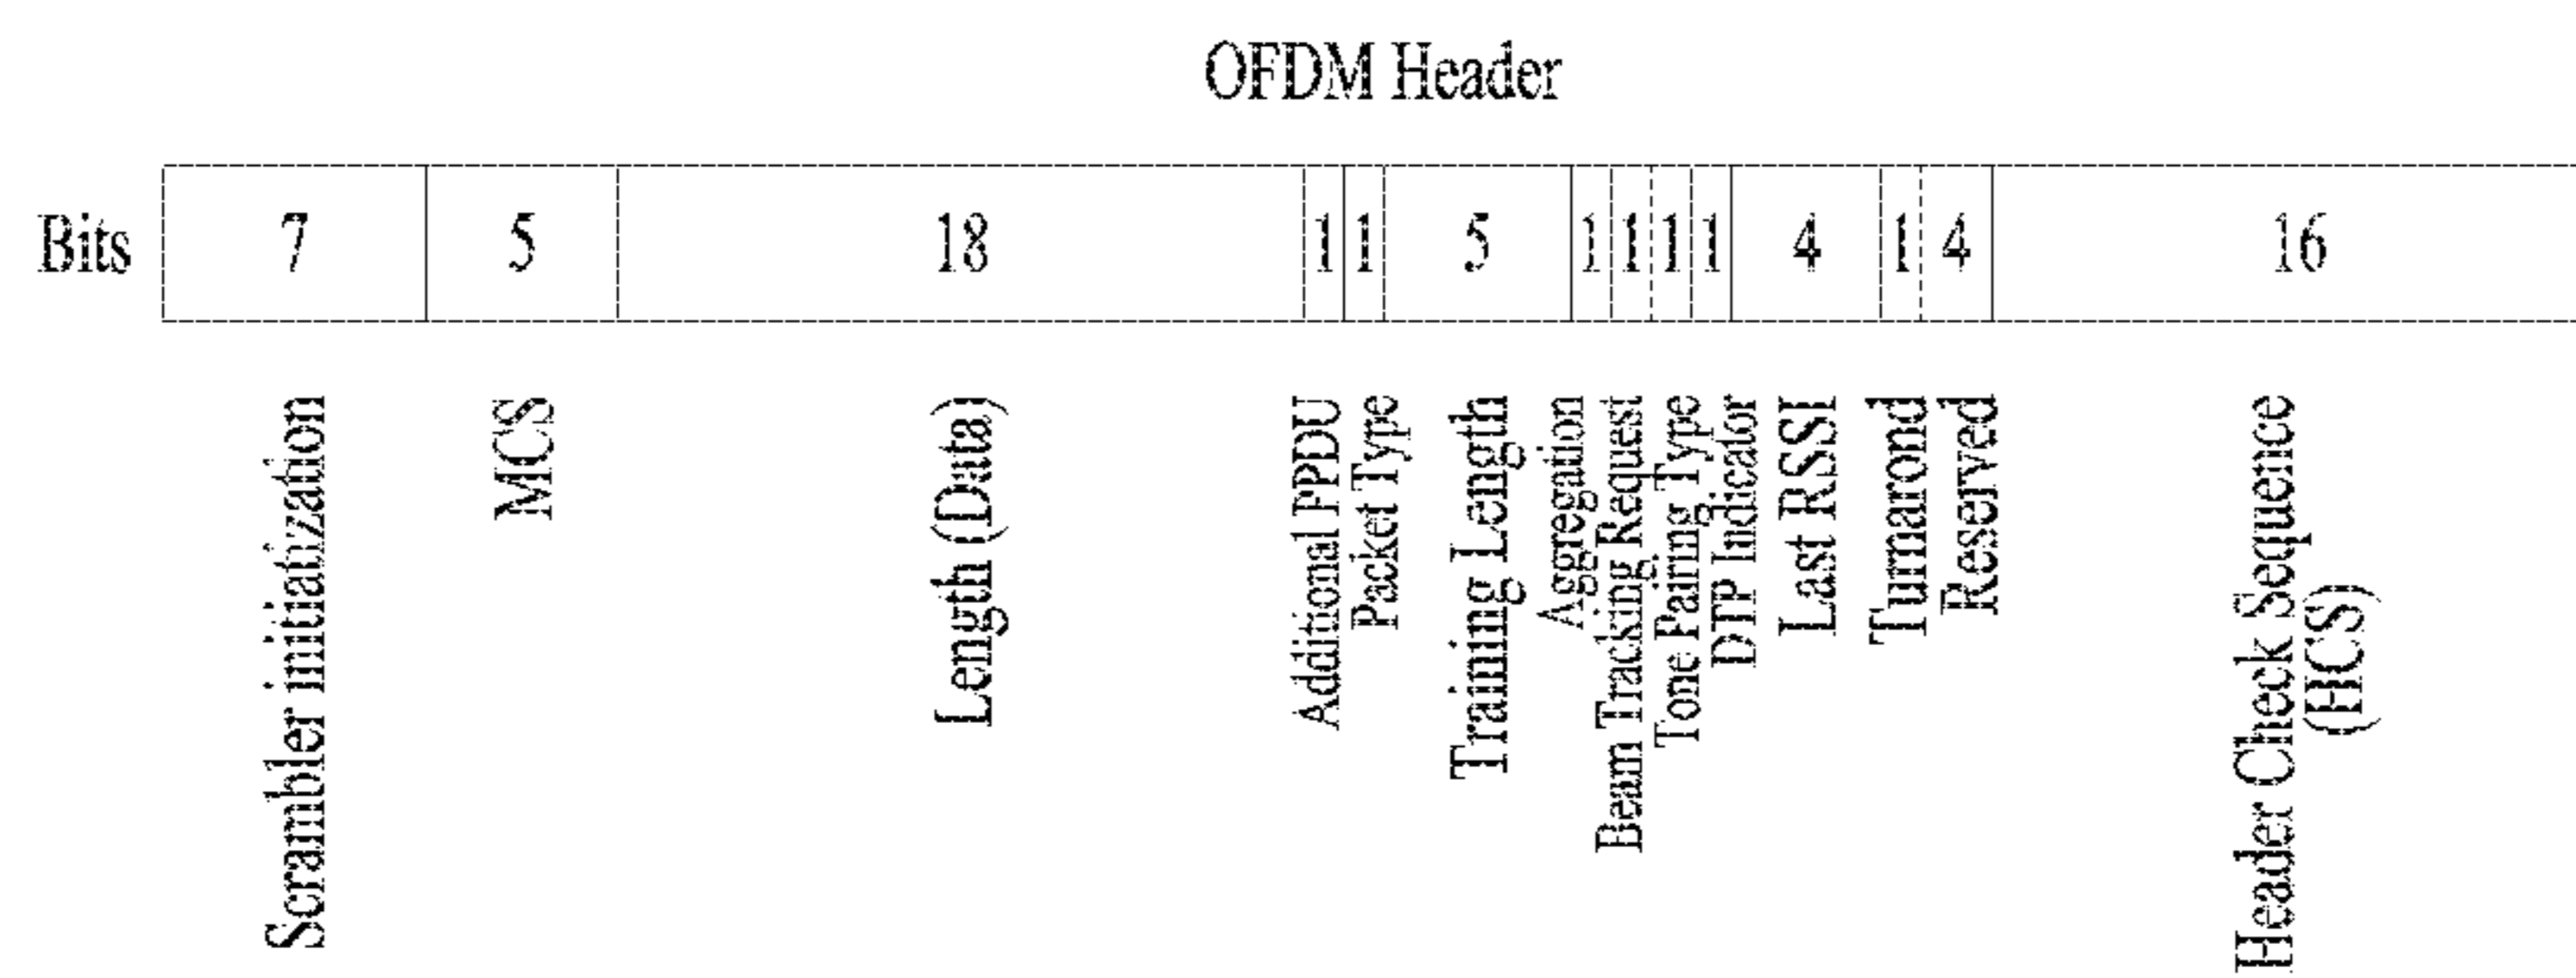 OFDM Header
Bits 7 5 18 1 1 5 1 1 1 1 4 1 4 16
Scrambler initiatization
MCS
Length (Data)
Additional PPDU
Packet Type
Training Length
Aggregation
Beam Tracking Request
Tone Pairing Type
DTP Indicator
Last RSSI
Turnarond
Reserved
Header Check Sequence
(HCS)